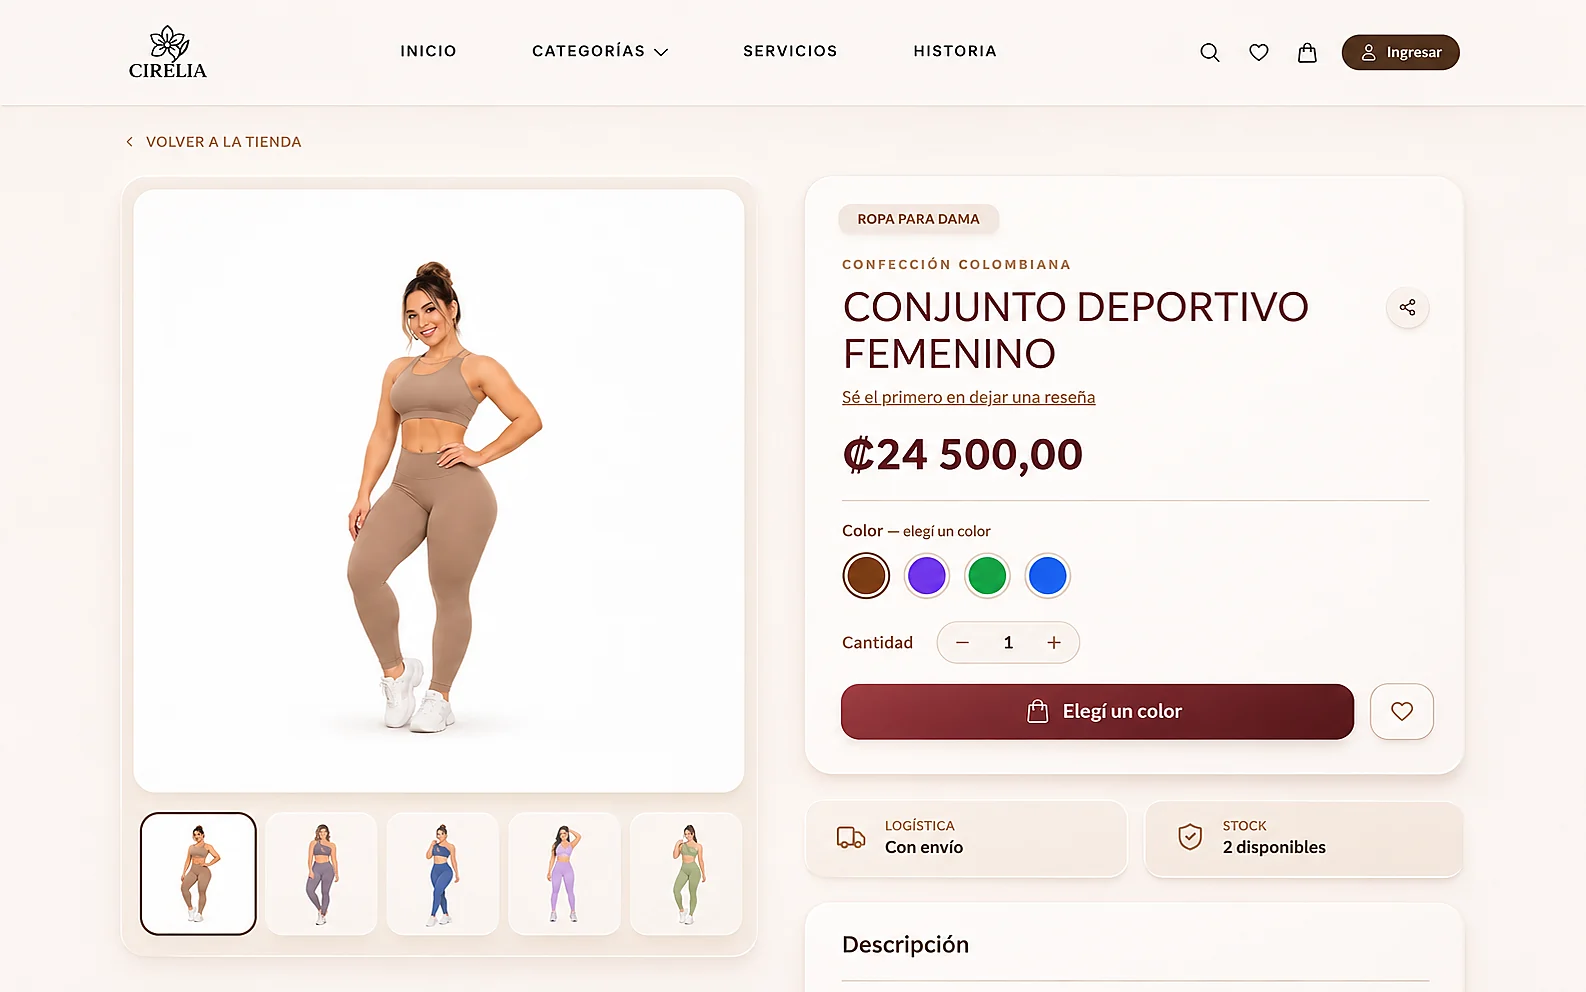 CIRELIA
INICIO
CATEGORÍAS
SERVICIOS
HISTORIA
Ingresar
VOLVER A LA TIENDA
ROPA PARA DAMA
CONFECCIÓN COLOMBIANA
CONJUNTO DEPORTIVO
FEMENINO
Sé el primero en dejar una reseña
₡24 500,00
Color — elegí un color
Cantidad
1
Elegí un color
LOGÍSTICA
Con envío
STOCK
2 disponibles
Descripción